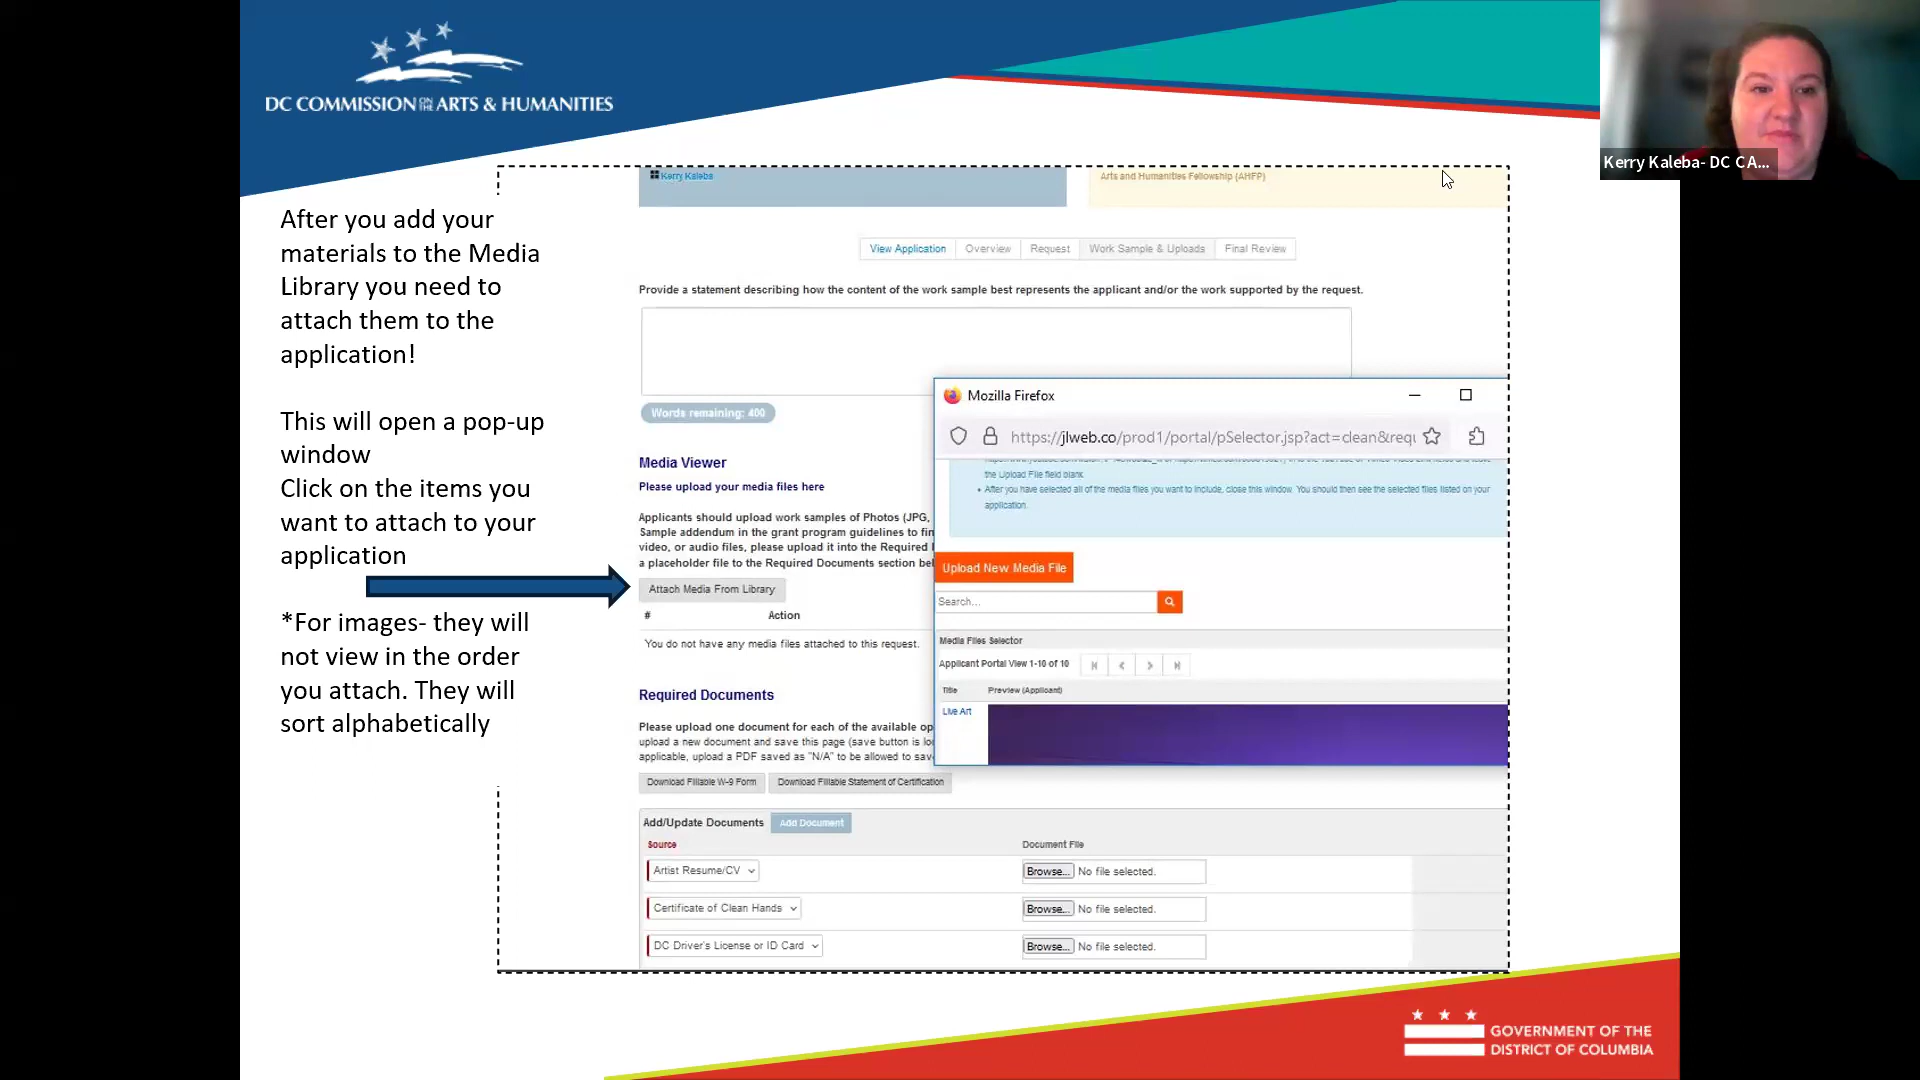 DC COMMISSION ON THE ARTS & HUMANITIES
Kerry Kaleba- DC CA...
After you add your
materials to the Media
Library you need to
attach them to the
application!
This will open a pop-up
window
Click on the items you
want to attach to your
application
*For images- they will
not view in the order
you attach. They will
sort alphabetically
Kerry Kaleba
Arts and Humanities Fellowship (AHFP)
View Application Overview Request Work Sample & Uploads Final Review
Provide a statement describing how the content of the work sample best represents the applicant and/or the work supported by the request.
Words remaining: 400
Media Viewer
Please upload your media files here
Applicants should upload work samples of Photos (JPG,
Sample addendum in the grant program guidelines to
video, or audio files, please upload it into the Required
a placeholder file to the Required Documents section
Attach Media From Library
# Action
You do not have any media files attached to this request.
Required Documents
Please upload one document for each of the available
upload a new document and save this page (save button is
applicable, upload a PDF saved as "N/A" to be allowed to
Download Fillable W-9 Form Download Fillable Statement of Certification
Add/Update Documents Add Document
Source Document File
Artist Resume/CV Browse... No file selected.
Certificate of Clean Hands Browse... No file selected.
DC Driver's License or ID Card Browse... No file selected.
Mozilla Firefox
https://jlweb.co/prod1/portal/pSelector.jsp?act=clean&requ
the Upload File field blank.
• After you have selected all of the media files you want to include, close this window. You should then see the selected files listed on your
application.
Upload New Media File
Search...
Media Files Selector
Applicant Portal View 1-10 of 10
Title Preview (Applicant)
Live Art
GOVERNMENT OF THE
DISTRICT OF COLUMBIA